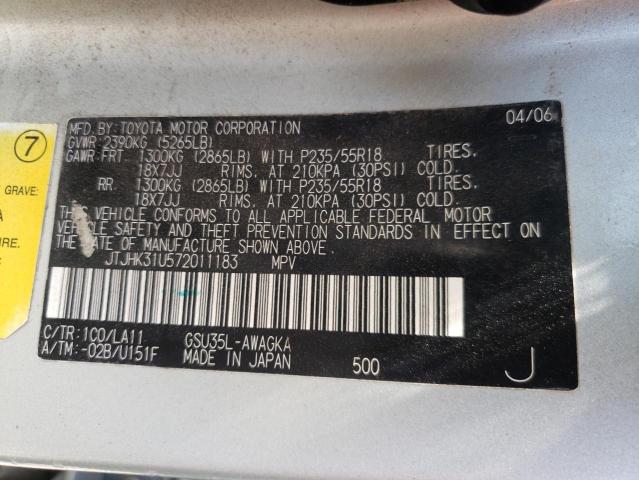 04/06
MFD.BY:TOYOTA MOTOR CORPORATION
GVWR:2390KG (5265LB)
GAWR:FRT. 1300KG (2865LB) WITH P235/55R18 TIRES.
18X7JJ RIMS. AT 210KPA (30PSI) COLD.
RR. 1300KG (2865LB) WITH P235/55R18 TIRES.
18X7JJ RIMS. AT 210KPA (30PSI) COLD.
THIS VEHICLE CONFORMS TO ALL APPLICABLE FEDERAL MOTOR
VEHICLE SAFETY AND THEFT PREVENTION STANDARDS IN EFFECT ON
THE DATE OF MANUFACTURE SHOWN ABOVE.
JTJHK31U572011183 MPV
C/TR:1C0/LA11 GSU35L-AWAGKA
A/TM:-02B/U151F MADE IN JAPAN 500 J
7
GRAVE:
A
IRE.